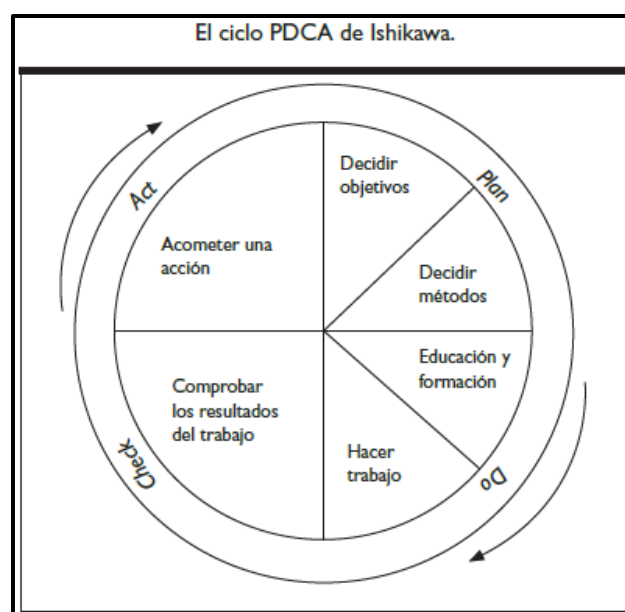 El ciclo PDCA de Ishikawa.
Act
Plan
Decidir
objetivos
Acometer una
acción
Decidir
métodos
Educación y
formación
Comprobar
los resultados
del trabajo
Hacer
trabajo
Check
Do